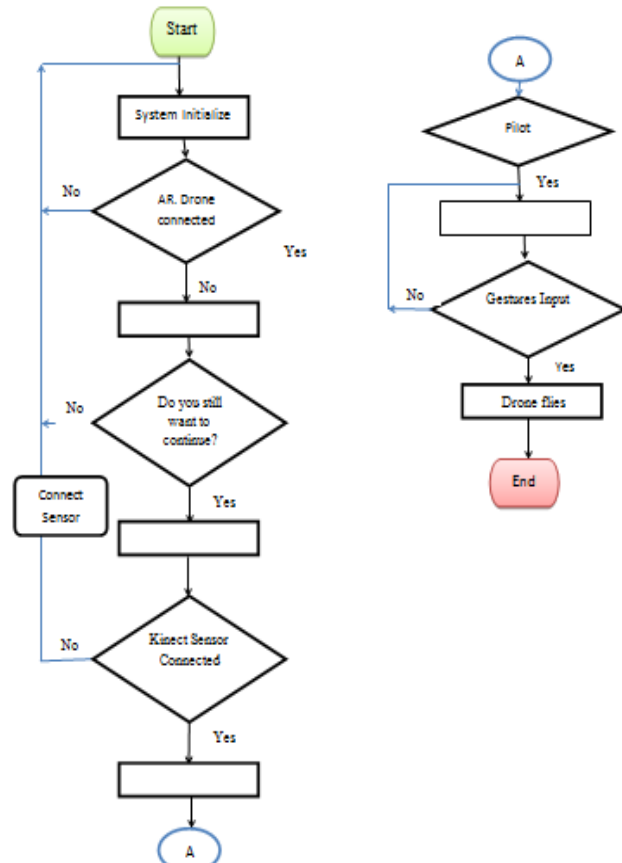 Start
System Initialize
No
AR. Drone
connected
Yes
No
No
Do you still
want to
continue?
Connect
Sensor
Yes
No
Kinect Sensor
Connected
Yes
A
A
Pilot
Yes
No
Gestures Input
Yes
Drone flies
End